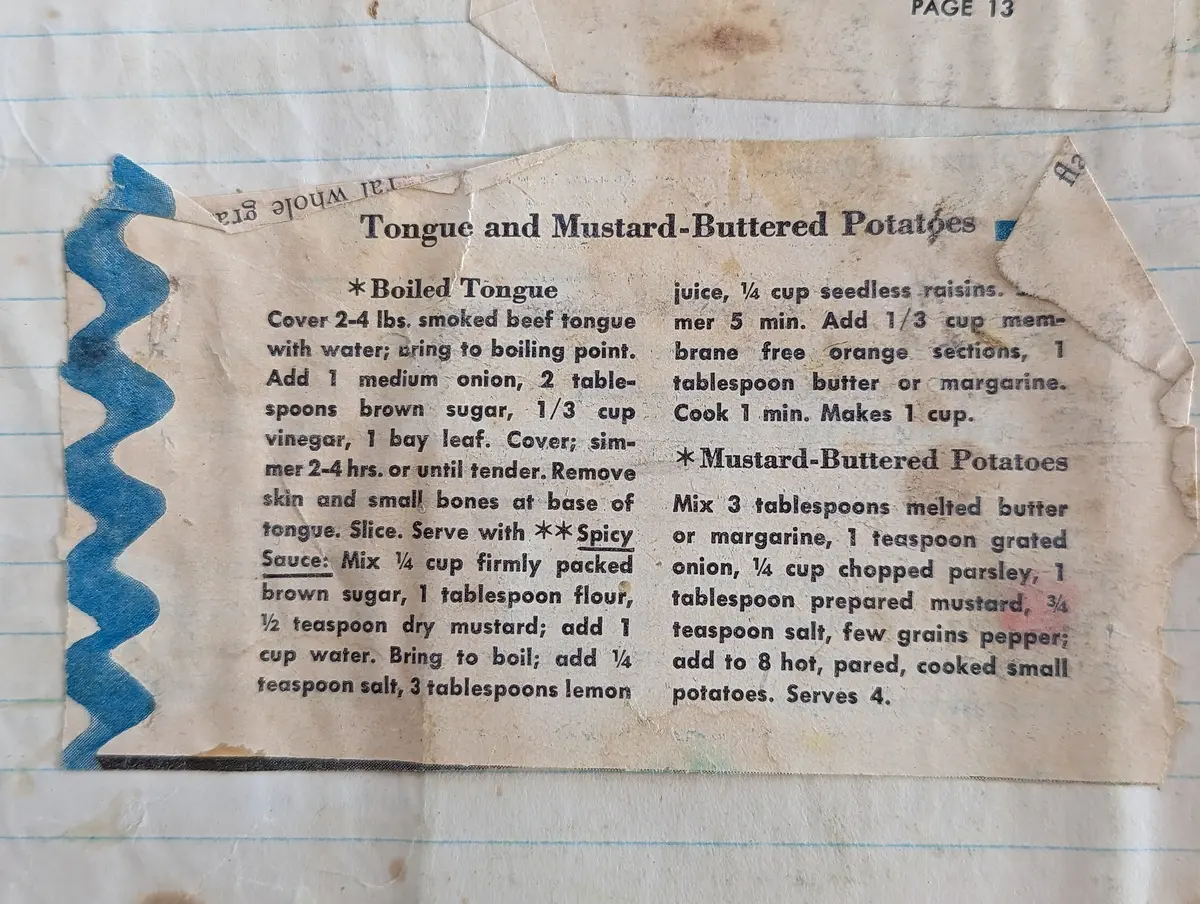 PAGE 13
ral whole gra
Ha
Tongue and Mustard-Buttered Potatoes
*Boiled Tongue
Cover 2-4 lbs. smoked beef tongue
with water; bring to boiling point.
Add 1 medium onion, 2 table-
spoons brown sugar, 1/3 cup
vinegar, 1 bay leaf. Cover; sim-
mer 2-4 hrs. or until tender. Remove
skin and small bones at base of
tongue. Slice. Serve with **Spicy
Sauce: Mix ¼ cup firmly packed
brown sugar, 1 tablespoon flour,
½ teaspoon dry mustard; add 1
cup water. Bring to boil; add ¼
teaspoon salt, 3 tablespoons lemon
juice, ¼ cup seedless raisins.
mer 5 min. Add 1/3 cup mem-
brane free orange sections, 1
tablespoon butter or margarine.
Cook 1 min. Makes 1 cup.
*Mustard-Buttered Potatoes
Mix 3 tablespoons melted butter
or margarine, 1 teaspoon grated
onion, ¼ cup chopped parsley, 1
tablespoon prepared mustard, ¾
teaspoon salt, few grains pepper;
add to 8 hot, pared, cooked small
potatoes. Serves 4.